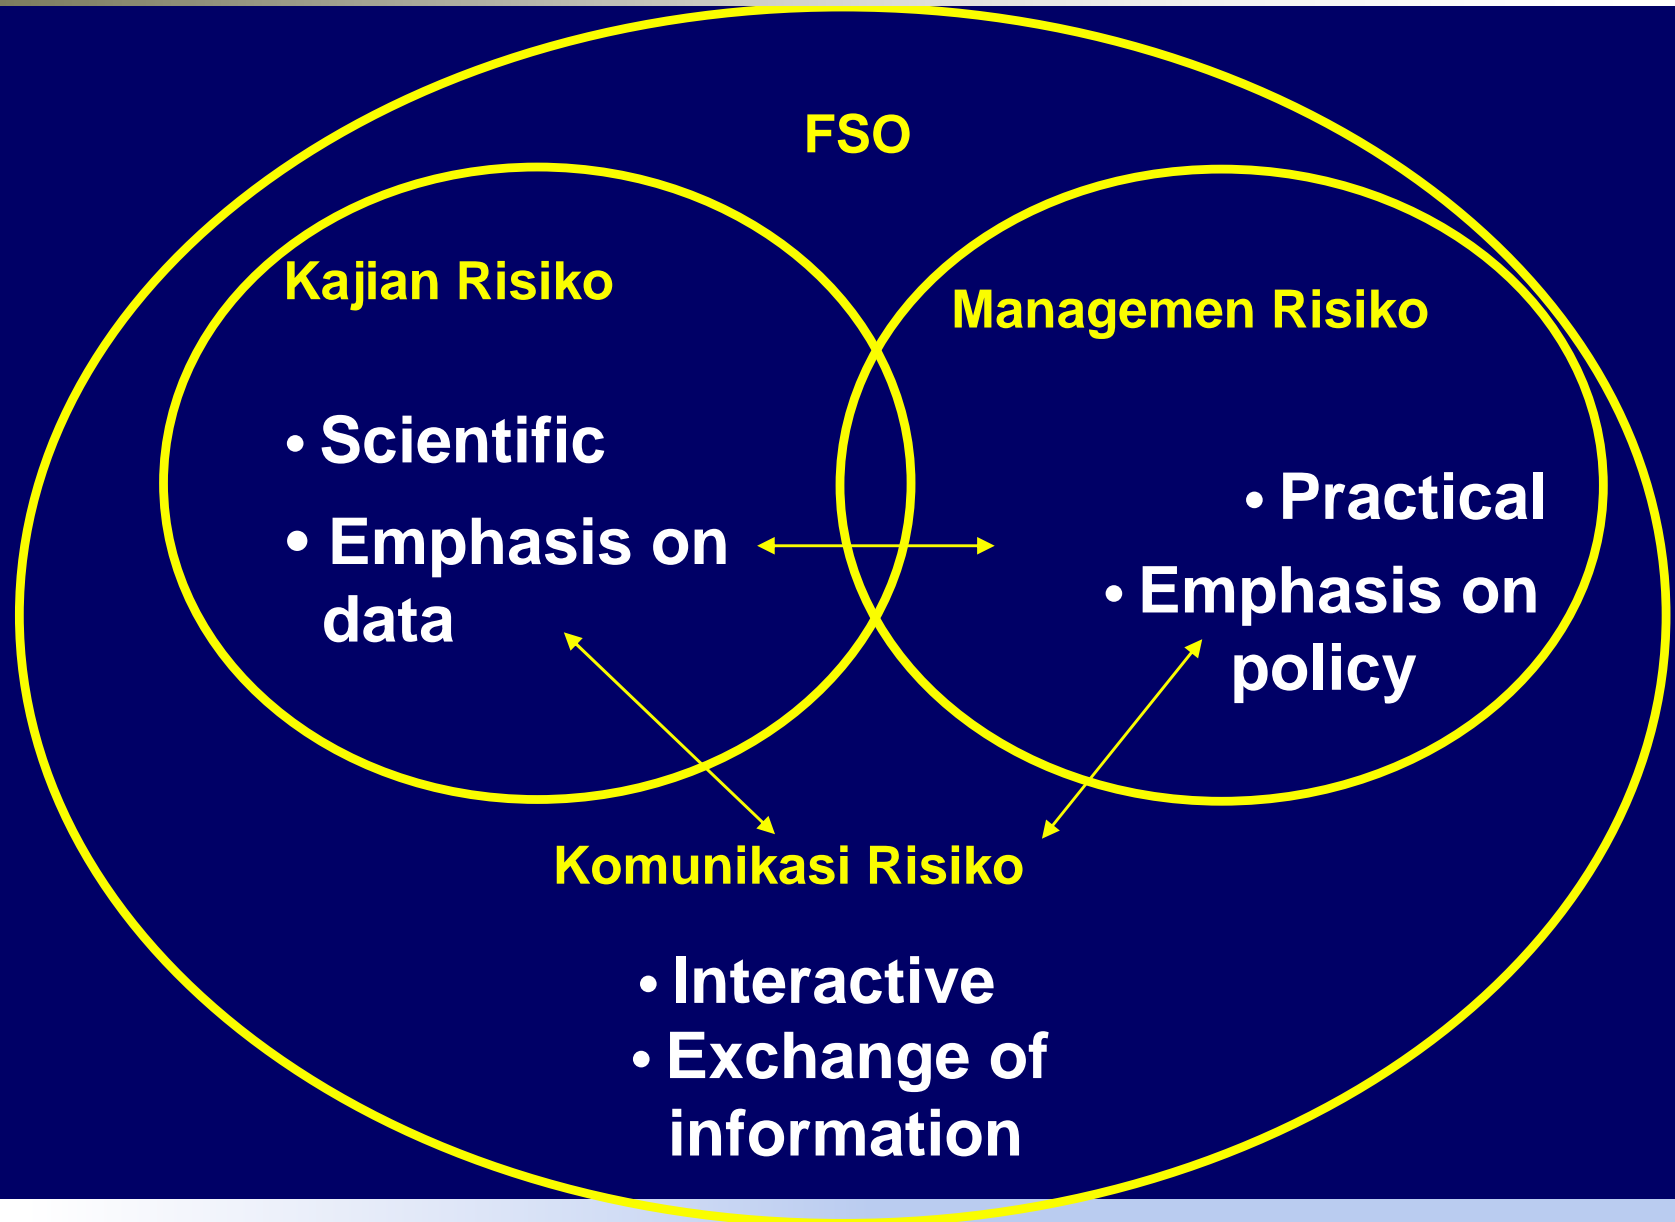 FSO
Kajian Risiko
• Scientific
• Emphasis on
data
Managemen Risiko
• Practical
• Emphasis on
policy
Komunikasi Risiko
• Interactive
• Exchange of
information